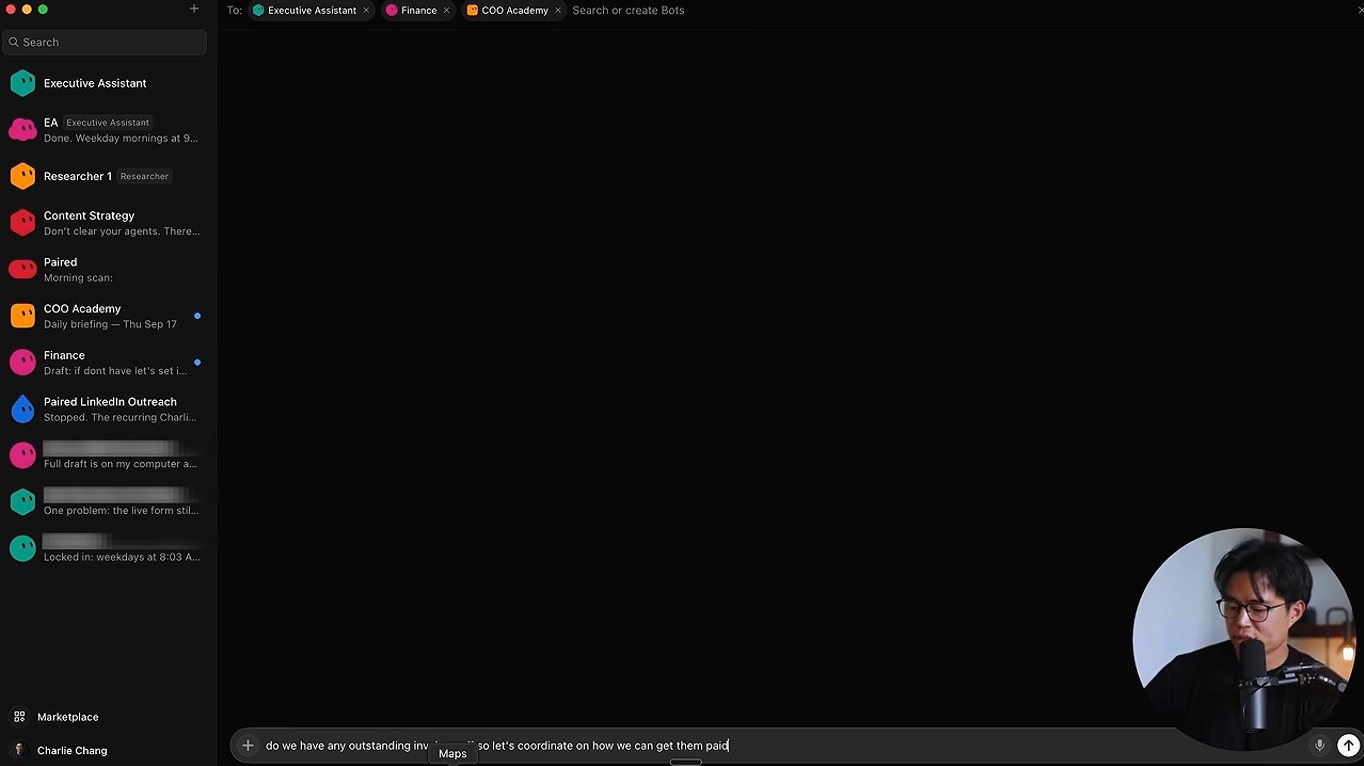 To: Executive Assistant × Finance × COO Academy × Search or create Bots
Search
Executive Assistant
EA Executive Assistant
Done. Weekday mornings at 9...
Researcher 1 Researcher
Content Strategy
Don't clear your agents. There...
Paired
Morning scan:
COO Academy
Daily briefing — Thu Sep 17
Finance
Draft: if dont have let's set i...
Paired LinkedIn Outreach
Stopped. The recurring Charli...
Full draft is on my computer a...
One problem: the live form stil...
Locked in: weekdays at 8:03 A...
Marketplace
Charlie Chang
do we have any outstanding so let's coordinate on how we can get them paid
Maps